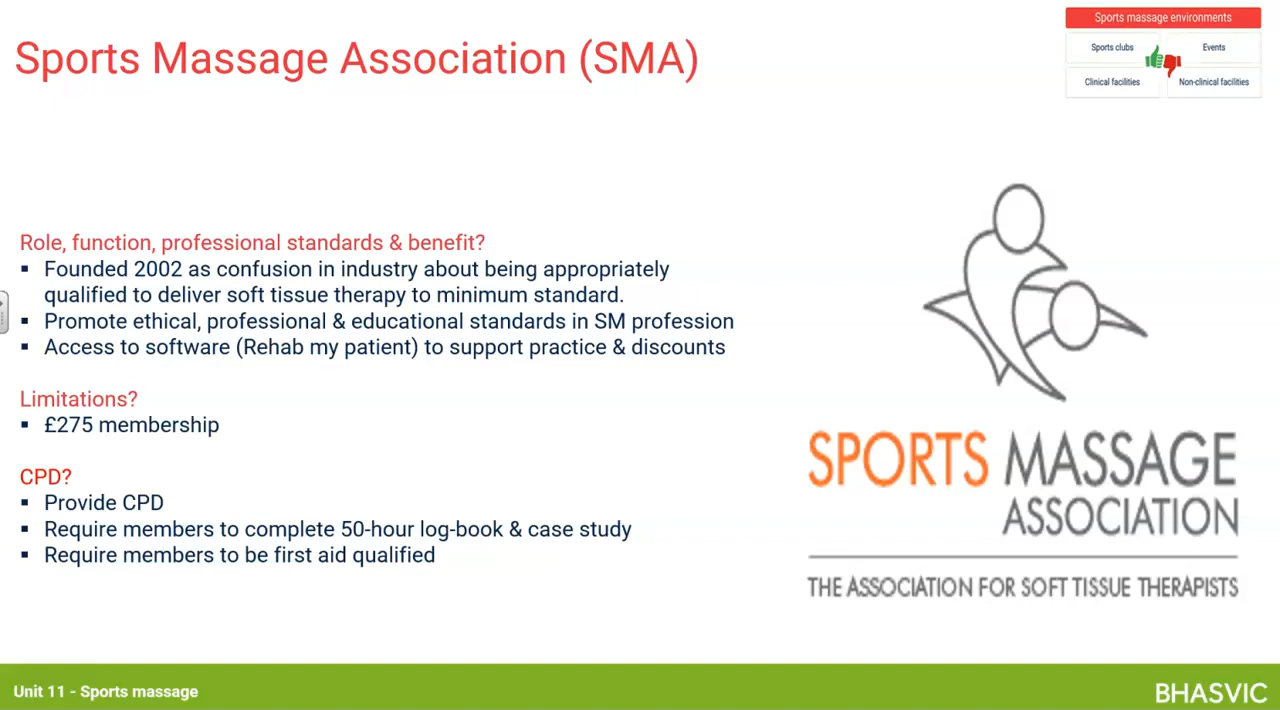 Sports Massage Association (SMA)
Sports massage environments
Sports clubs
Events
Clinical facilities
Non-clinical facilities
Role, function, professional standards & benefit?
▪ Founded 2002 as confusion in industry about being appropriately
qualified to deliver soft tissue therapy to minimum standard.
▪ Promote ethical, professional & educational standards in SM profession
▪ Access to software (Rehab my patient) to support practice & discounts
Limitations?
▪ £275 membership
CPD?
▪ Provide CPD
▪ Require members to complete 50-hour log-book & case study
▪ Require members to be first aid qualified
SPORTS MASSAGE
ASSOCIATION
THE ASSOCIATION FOR SOFT TISSUE THERAPISTS
Unit 11 - Sports massage
BHASVIC